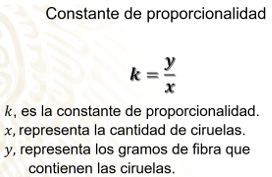 Constante de proporcionalidad
k = y/x
k, es la constante de proporcionalidad.
x, representa la cantidad de ciruelas.
y, representa los gramos de fibra que
contienen las ciruelas.